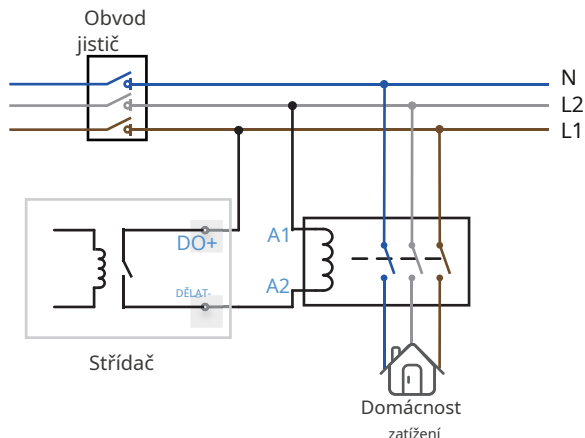 Obvod
jistič
N
L2
L1
DO+
A1
DĚLAT-
A2
Střídač
Domácnost
zatížení